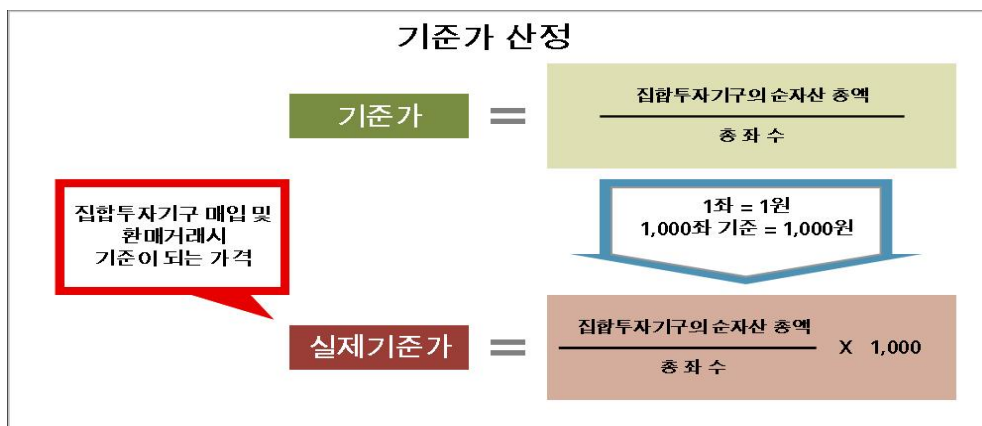 기준가 산정
기준가
=
집합투자기구의 순자산 총액
총 좌 수
집합투자기구 매입 및
환매거래시
기준이 되는 가격
1좌 = 1원
1,000좌 기준 = 1,000원
실제기준가
=
집합투자기구의 순자산 총액
총 좌 수
X 1,000